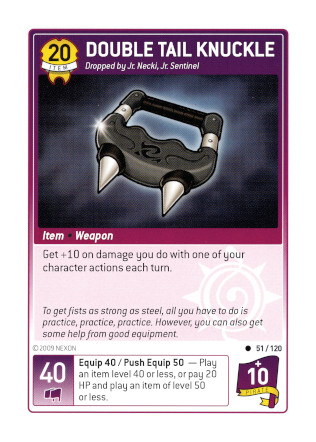 20
ITEM
DOUBLE TAIL KNUCKLE
Dropped by Jr. Necki, Jr. Sentinel
Item • Weapon
Get +10 on damage you do with one of your
character actions each turn.
To get fists as strong as steel, all you have to do is
practice, practice, practice. However, you can also get
some help from good equipment.
© 2009 NEXON
● 51/120
40
Equip 40 / Push Equip 50 — Play
an item level 40 or less, or pay 20
HP and play an item of level 50
or less.
+
10
PIRATE